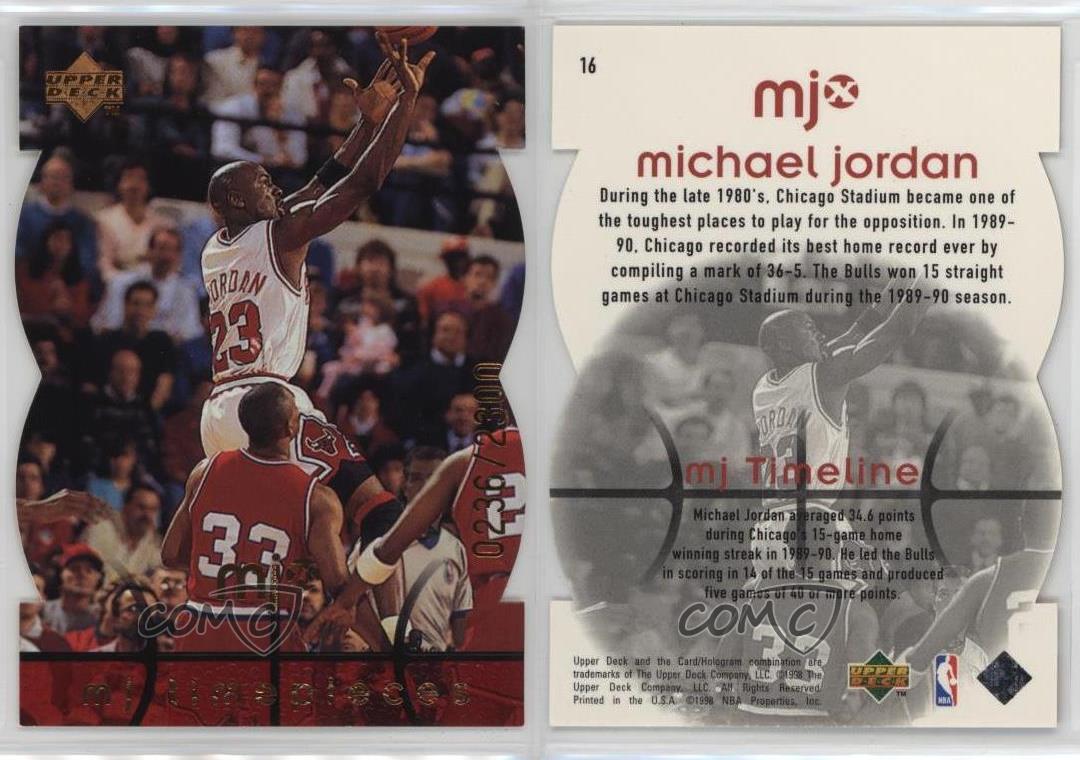 UPPER
DECK
JORDAN
23
33
0236/2300
mjx
COMC
mj timepieces
16
mjx
michael jordan
During the late 1980's, Chicago Stadium became one of
the toughest places to play for the opposition. In 1989-
90, Chicago recorded its best home record ever by
compiling a mark of 36-5. The Bulls won 15 straight
games at Chicago Stadium during the 1989-90 season.
JORDAN
mj Timeline
Michael Jordan averaged 34.6 points
during Chicago's 15-game home
winning streak in 1989-90. He led the Bulls
in scoring in 14 of the 15 games and produced
five games of 40 or more points.
COMC
33
Upper Deck and the Card/Hologram combination are
trademarks of The Upper Deck Company, LLC. ©1998 The
Upper Deck Company, LLC. All Rights Reserved.
Printed in the U.S.A. ©1998 NBA Properties, Inc.
UPPER
DECK
TM
NBA